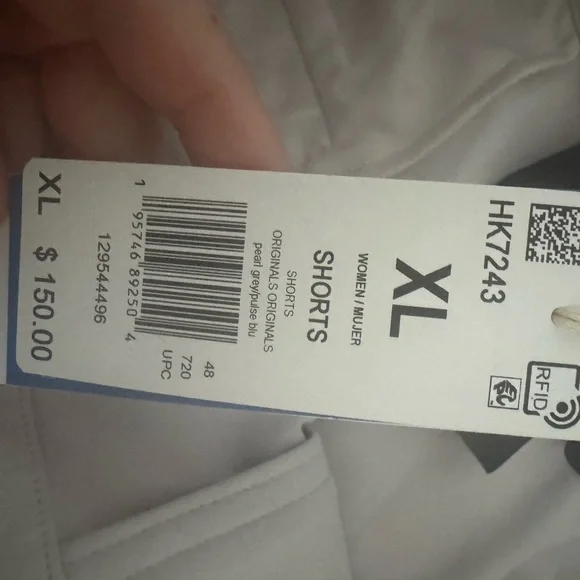 HK7243
RFID
XL
WOMEN / MUJER
SHORTS
SHORTS
ORIGINALS ORIGINALS
pearl grey/pulse blu
1 95746 89250 4
48
720
UPC
129544496
XL $ 150.00